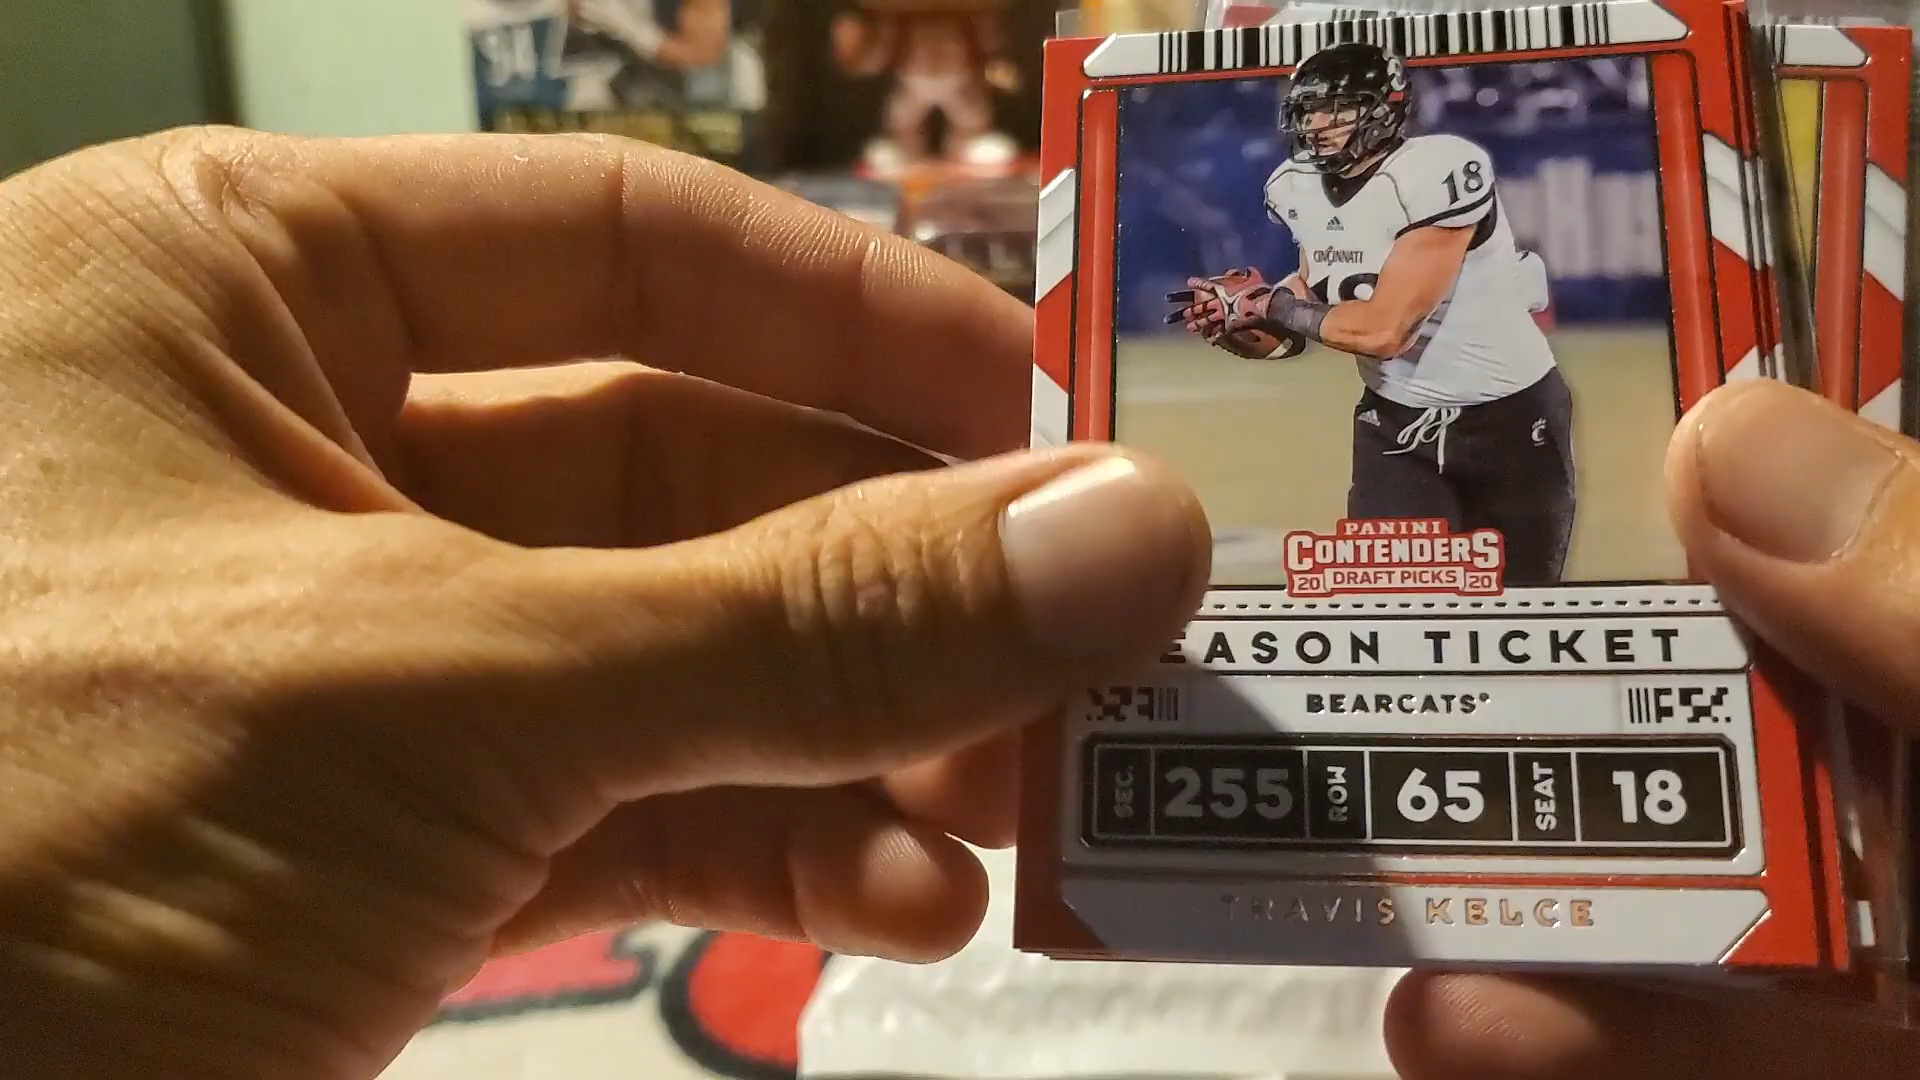 18
CINCINNATI
PANINI
CONTENDERS
20 DRAFT PICKS 20
EASON TICKET
BEARCATS®
SEC. 255 ROW 65 SEAT 18
TRAVIS KELCE